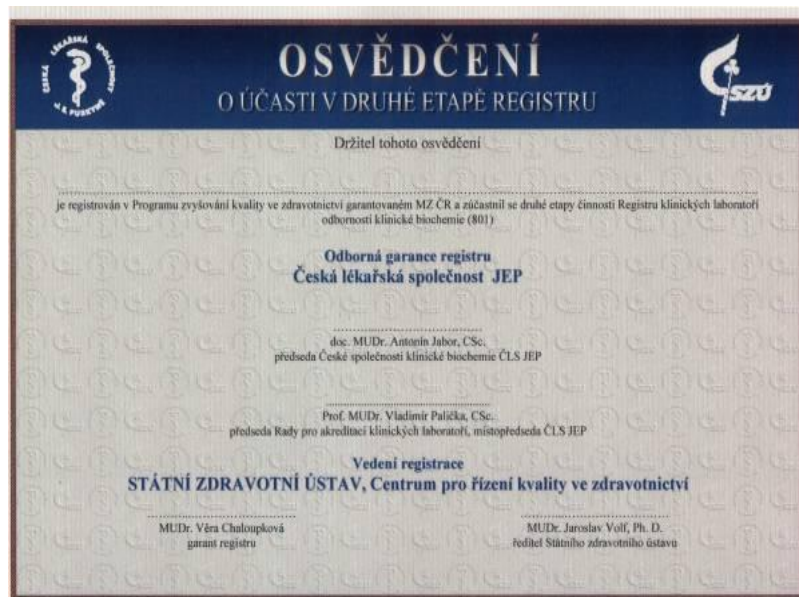 ČESKÁ LÉKAŘSKÁ SPOLEČNOST
J. E. PURKYNĚ
OSVĚDČENÍ
O ÚČASTI V DRUHÉ ETAPĚ REGISTRU
SZÚ
Držitel tohoto osvědčení
je registrován v Programu zvyšování kvality ve zdravotnictví garantovaném MZ ČR a zúčastnil se druhé etapy činnosti Registru klinických laboratoří
odbornosti klinické biochemie (801)
Odborná garance registru
Česká lékařská společnost JEP
doc. MUDr. Antonín Jabor, CSc.
předseda České společnosti klinické biochemie ČLS JEP
Prof. MUDr. Vladimír Palička, CSc.
předseda Rady pro akreditaci klinických laboratoří, místopředseda ČLS JEP
Vedení registrace
STÁTNÍ ZDRAVOTNÍ ÚSTAV, Centrum pro řízení kvality ve zdravotnictví
MUDr. Věra Chaloupková
garant registru
MUDr. Jaroslav Volf, Ph. D.
ředitel Státního zdravotního ústavu